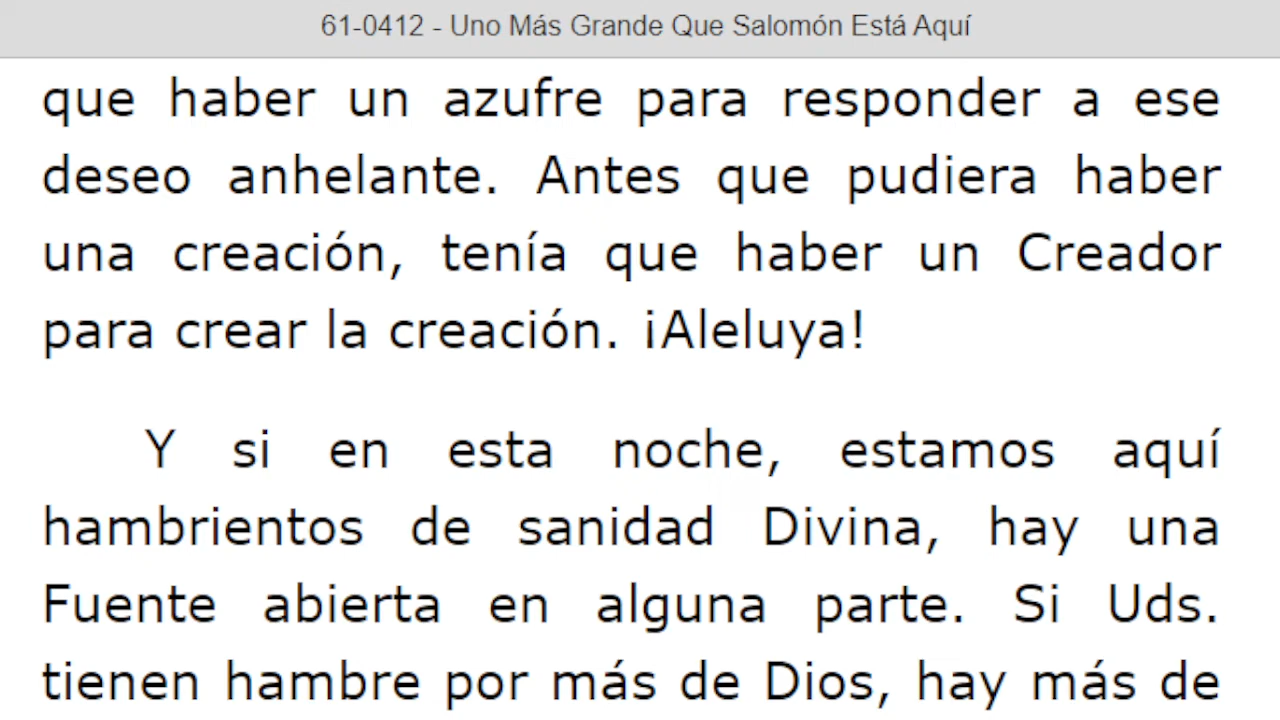 61-0412 - Uno Más Grande Que Salomón Está Aquí
que haber un azufre para responder a ese
deseo anhelante. Antes que pudiera haber
una creación, tenía que haber un Creador
para crear la creación. ¡Aleluya!
Y si en esta noche, estamos aquí
hambrientos de sanidad Divina, hay una
Fuente abierta en alguna parte. Si Uds.
tienen hambre por más de Dios, hay más de